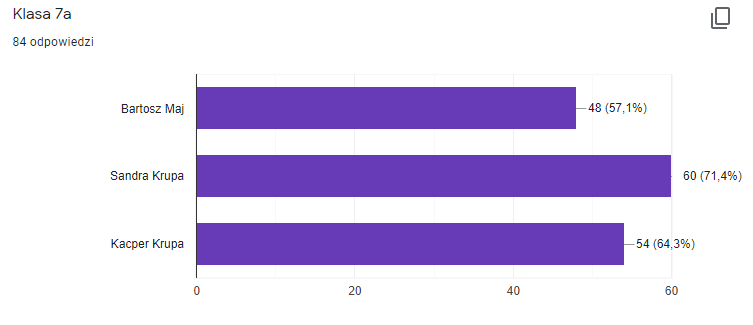 Klasa 7a
84 odpowiedzi
Bartosz Maj
48 (57,1%)
Sandra Krupa
60 (71,4%)
Kacper Krupa
54 (64,3%)
0
20
40
60